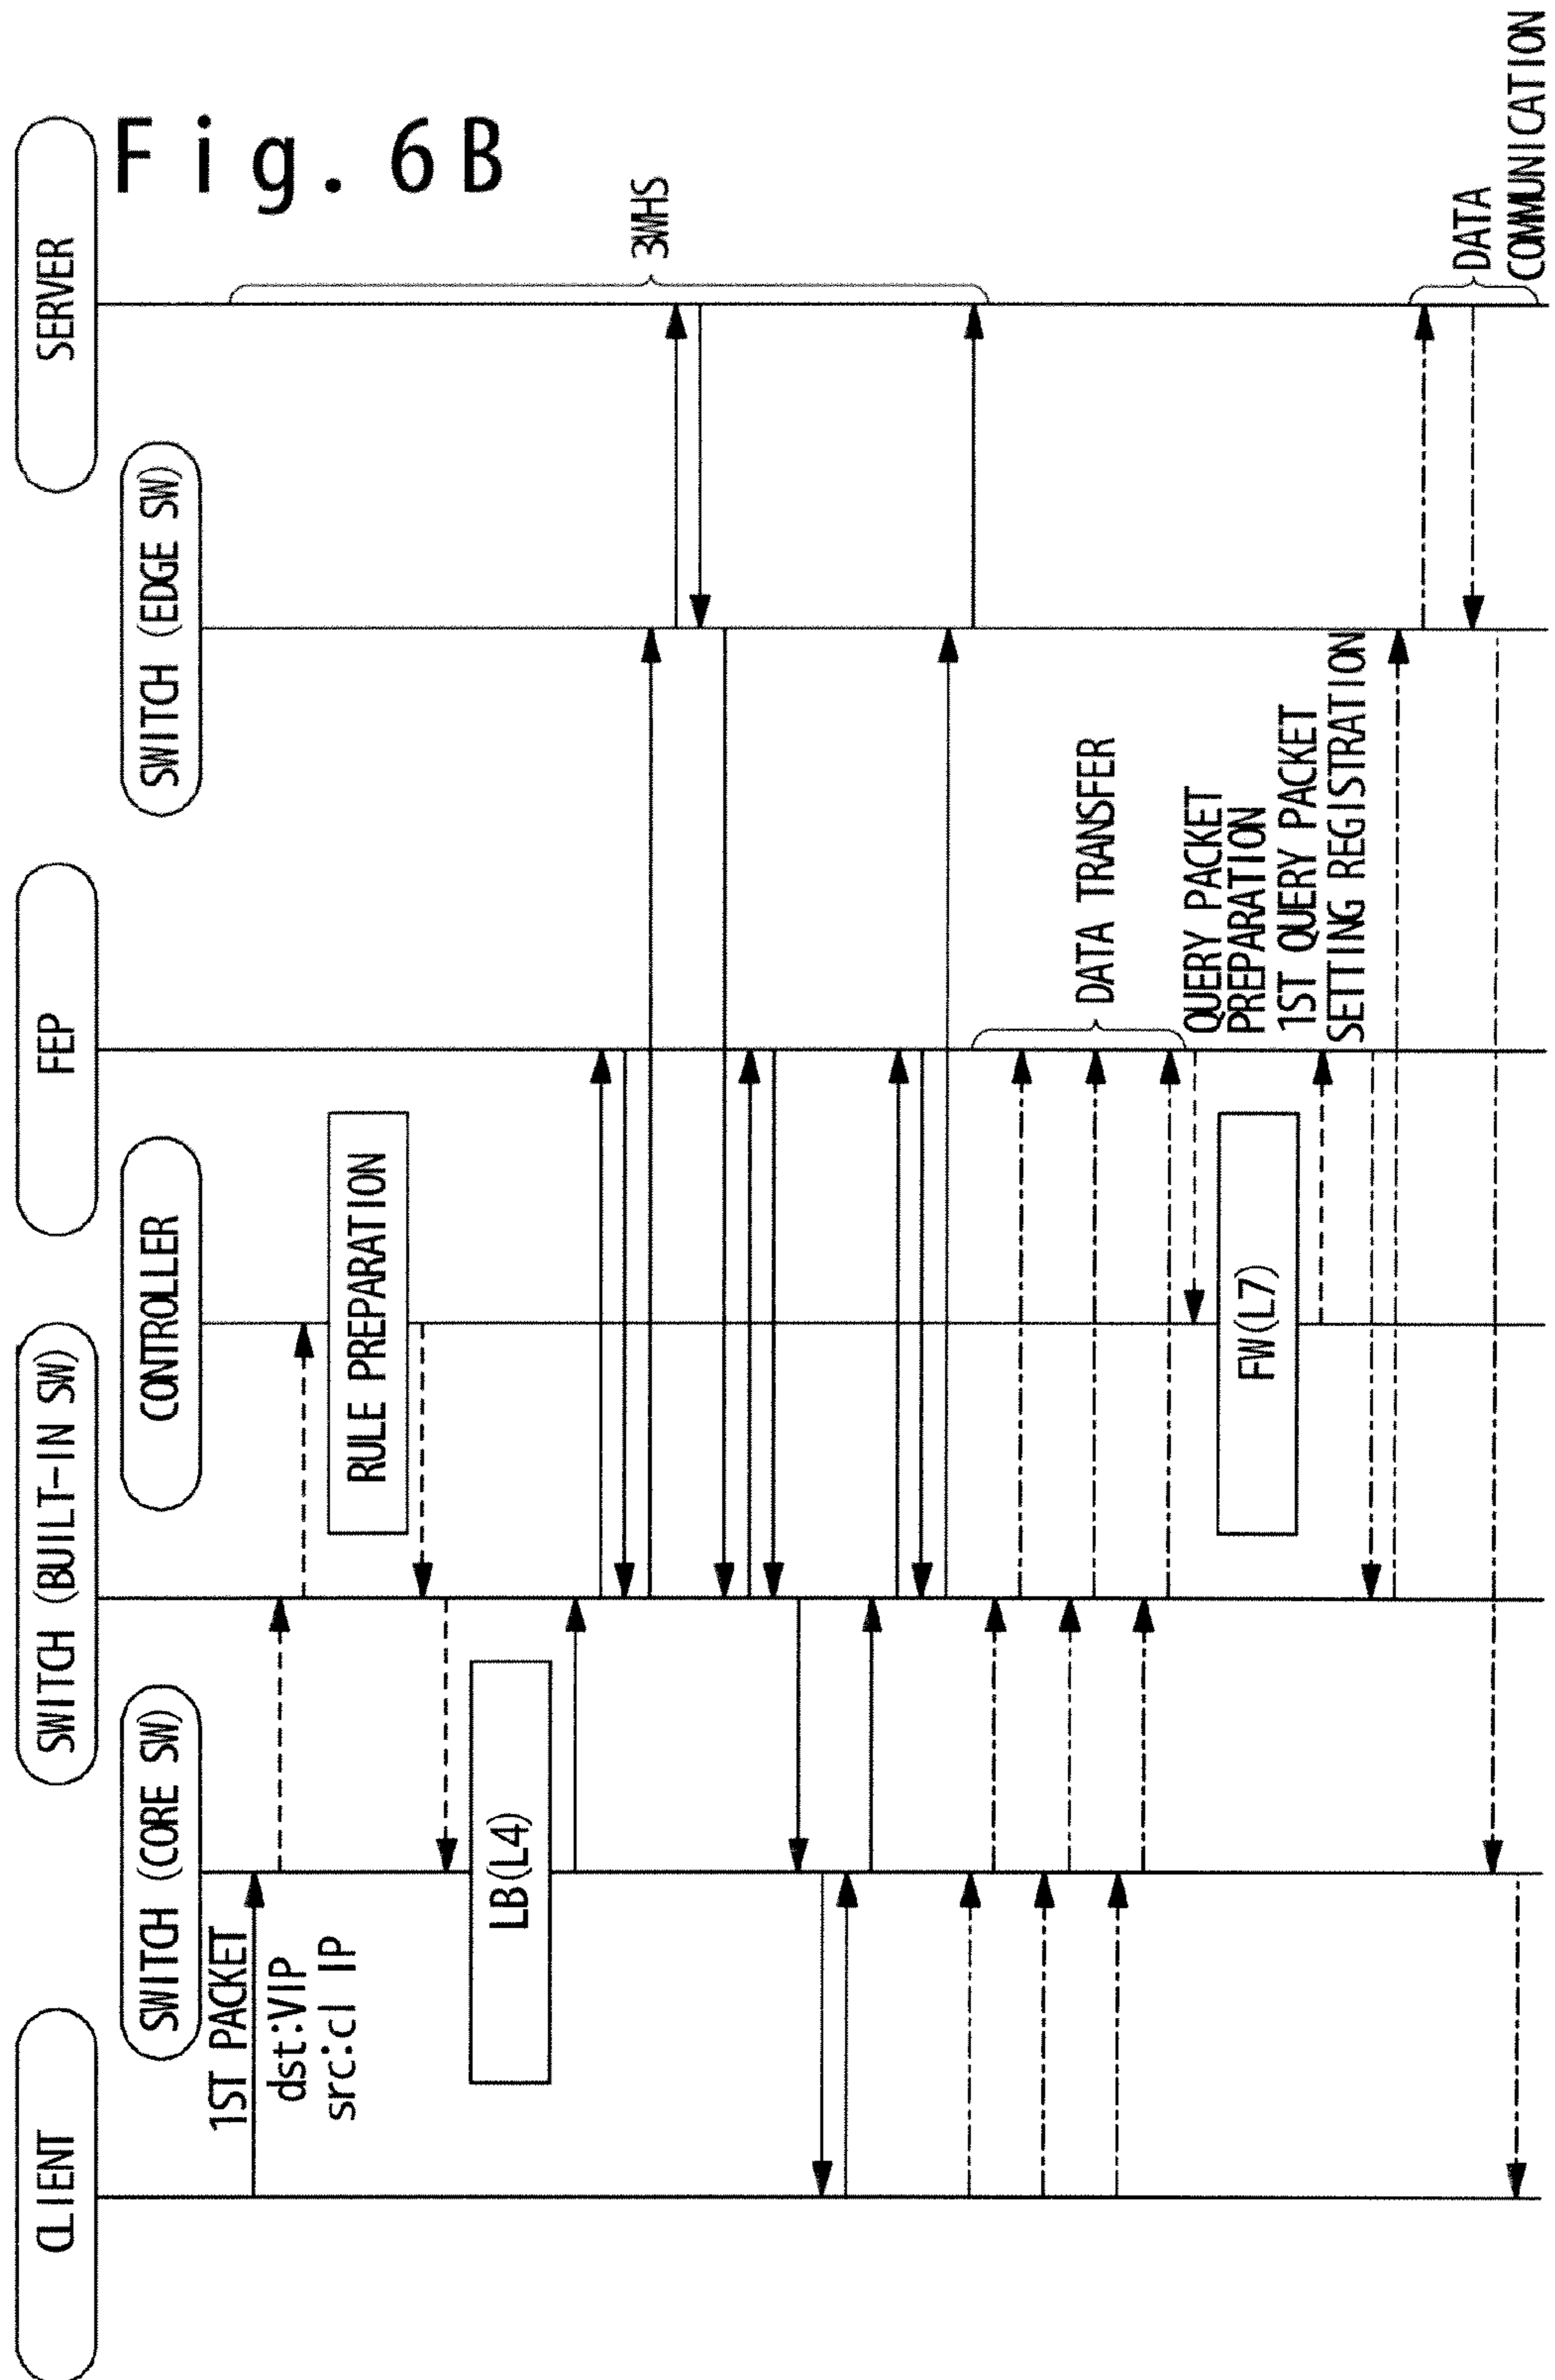 Fig. 6B
CLIENT
SWITCH (CORE SW)
SWITCH (BUILT-IN SW)
CONTROLLER
FEP
SWITCH (EDGE SW)
SERVER
1ST PACKET
dst:VIP
src:cl IP
RULE PREPARATION
LB(L4)
3WHS
DATA TRANSFER
QUERY PACKET
PREPARATION
FW(L7)
1ST QUERY PACKET
SETTING REGISTRATION
DATA
COMMUNICATION